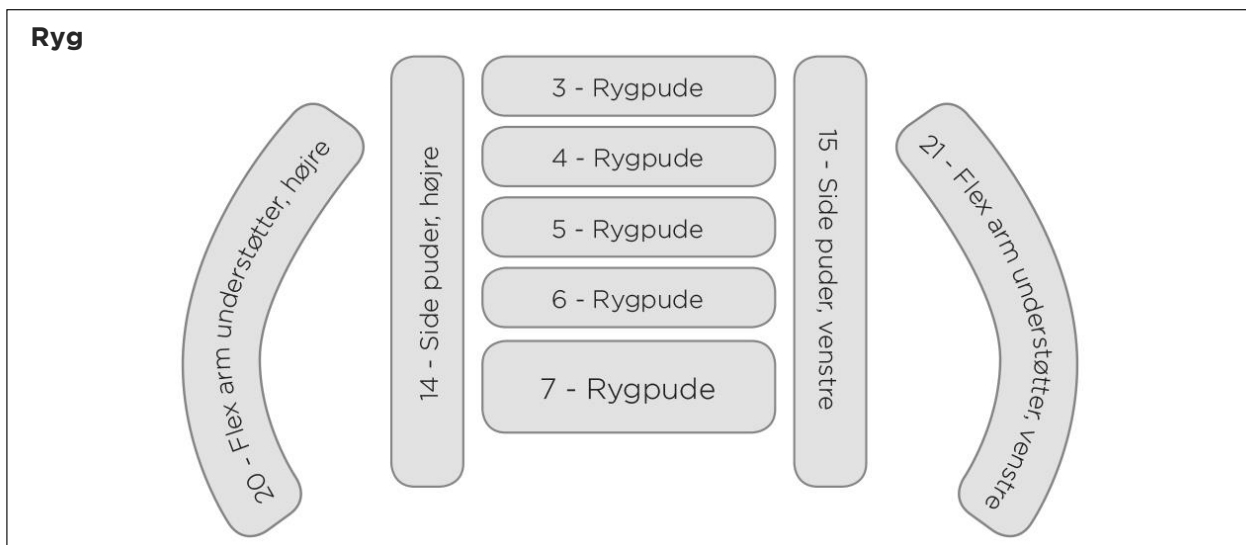 Ryg
3 - Rygpude
4 - Rygpude
5 - Rygpude
6 - Rygpude
7 - Rygpude
14 - Side puder, højre
15 - Side puder, venstre
20 - Flex arm understøtter, højre
21 - Flex arm understøtter, venstre